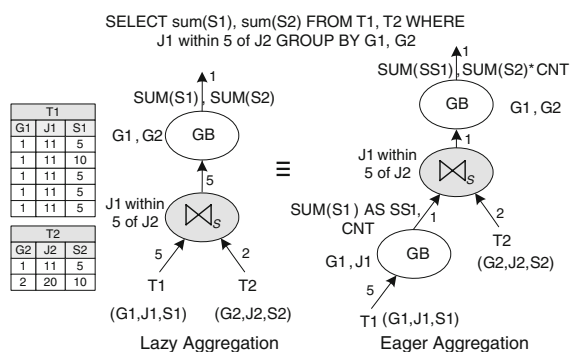 SELECT sum(S1), sum(S2) FROM T1, T2 WHERE
J1 within 5 of J2 GROUP BY G1, G2
T1
G1 J1 S1
1 11 5
1 11 10
1 11 5
1 11 5
1 11 5
T2
G2 J2 S2
1 11 5
2 20 10
1
SUM(S1) , SUM(S2)
G1, G2
GB
5
J1 within
5 of J2
⋈S
5
2
T1
T2
(G1,J1,S1)
(G2,J2,S2)
Lazy Aggregation
≡
1
SUM(SS1), SUM(S2)* CNT
GB
G1, G2
1
J1 within
5 of J2
⋈S
SUM(S1) AS SS1,
CNT
1
2
T2
(G2,J2,S2)
G1, J1
GB
5
T1 (G1,J1,S1)
Eager Aggregation